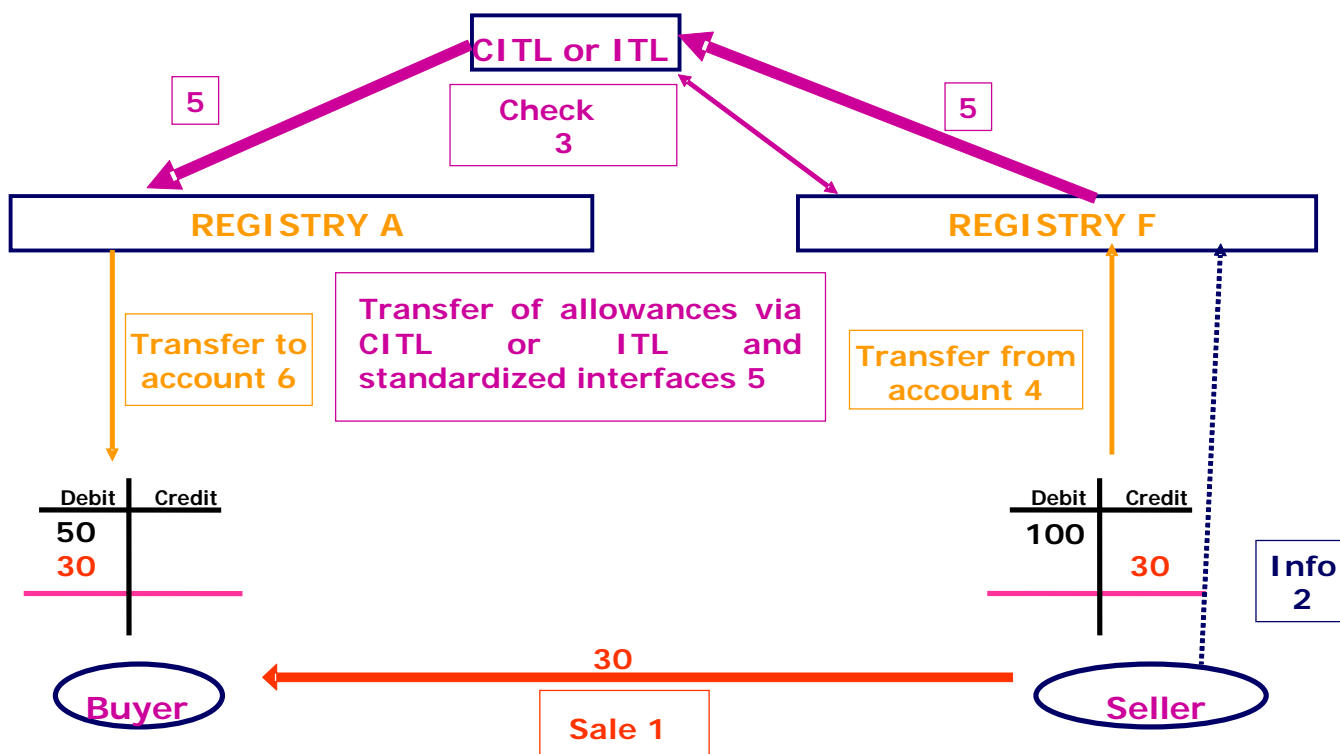 CITL or ITL
5
Check
3
5
REGISTRY A
REGISTRY F
Transfer to
account 6
Transfer of allowances via
CITL or ITL and
standardized interfaces 5
Transfer from
account 4
Debit Credit
50
30
Debit Credit
100
30
Info
2
30
Buyer
Seller
Sale 1